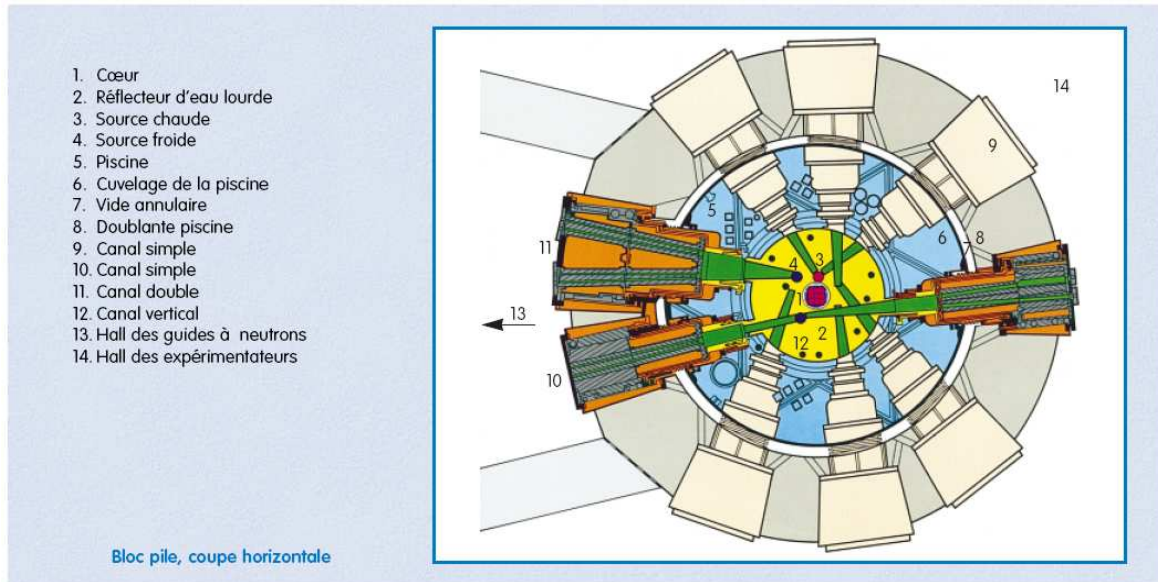 1. Cœur
2. Réflecteur d'eau lourde
3. Source chaude
4. Source froide
5. Piscine
6. Cuvelage de la piscine
7. Vide annulaire
8. Doublante piscine
9. Canal simple
10. Canal simple
11. Canal double
12. Canal vertical
13. Hall des guides à neutrons
14. Hall des expérimentateurs
Bloc pile, coupe horizontale
14
9
5
6
8
11
4
3
1
13
2
12
10